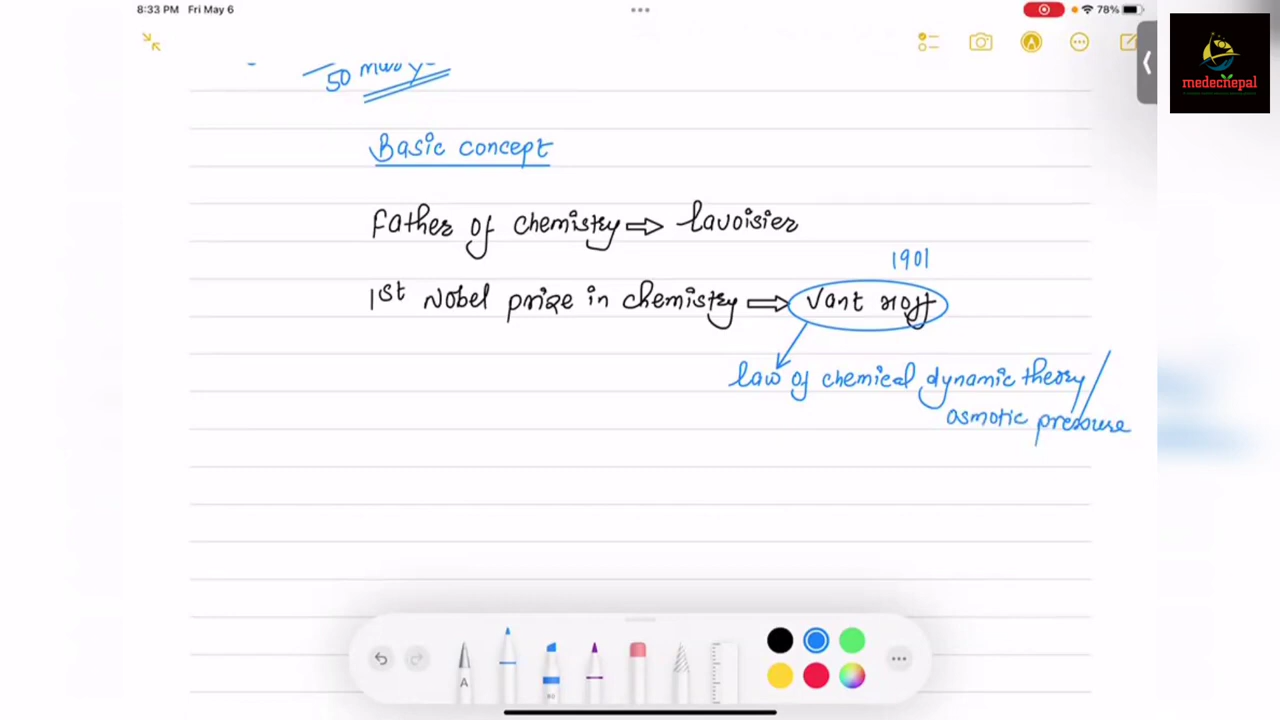 8:33 PM Fri May 6
78%
medecnepal
50
Basic concept
Father of chemistry ⇒ Lavoisier
1901
1st Nobel prize in chemistry ⇒ Vant Hoff
law of chemical dynamic theory/
osmotic pressure
A
80